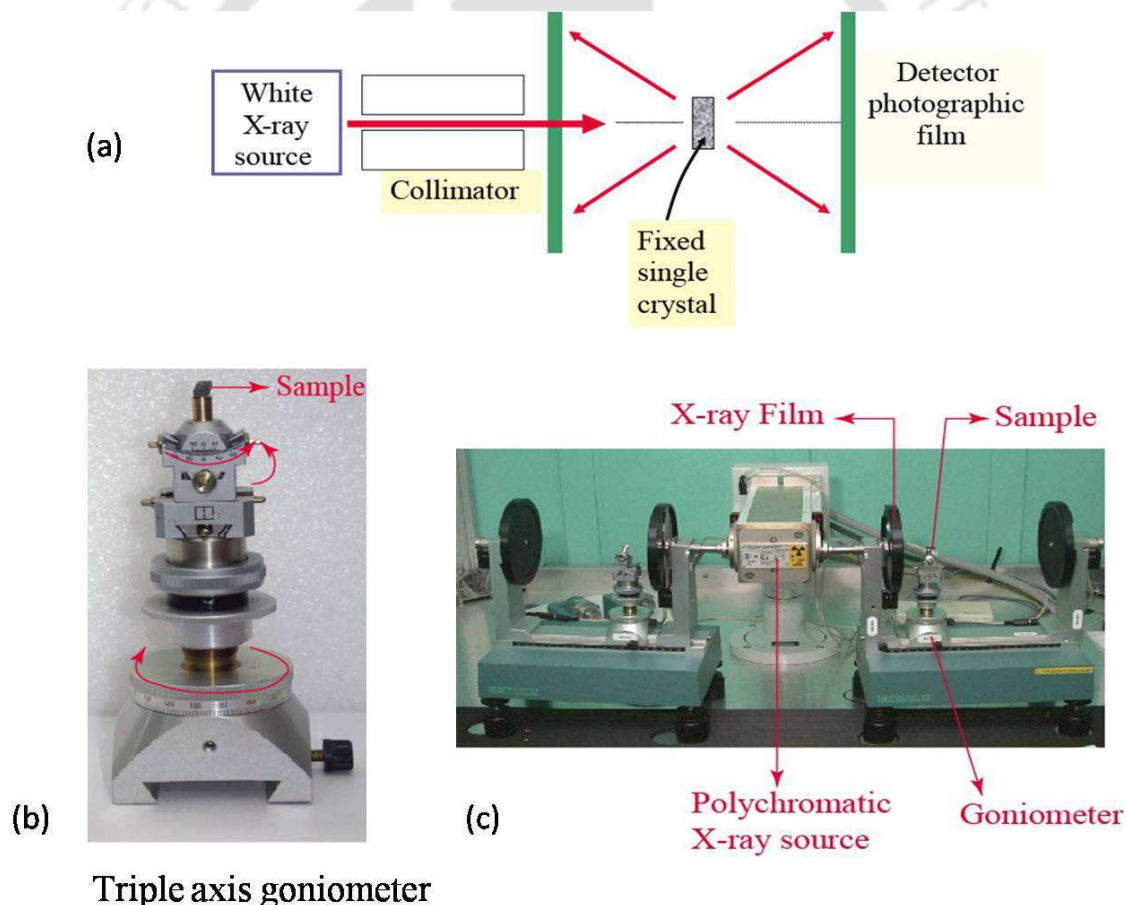 (a)
White
X-ray
source
Collimator
Fixed
single
crystal
Detector
photographic
film
Sample
(b)
Triple axis goniometer
X-ray Film
Sample
(c)
Polychromatic
X-ray source
Goniometer